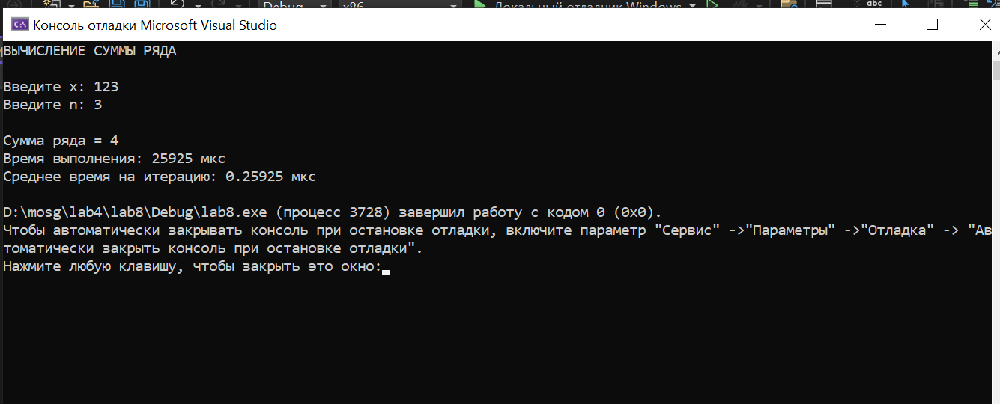 Debug x86 Локальный отладчик Windows
abc
Консоль отладки Microsoft Visual Studio
ВЫЧИСЛЕНИЕ СУММЫ РЯДА
Введите x: 123
Введите n: 3
Сумма ряда = 4
Время выполнения: 25925 мкс
Среднее время на итерацию: 0.25925 мкс
D:\mosg\lab4\lab8\Debug\lab8.exe (процесс 3728) завершил работу с кодом 0 (0x0).
Чтобы автоматически закрывать консоль при остановке отладки, включите параметр "Сервис" ->"Параметры" ->"Отладка" -> "Ав
томатически закрыть консоль при остановке отладки".
Нажмите любую клавишу, чтобы закрыть это окно: